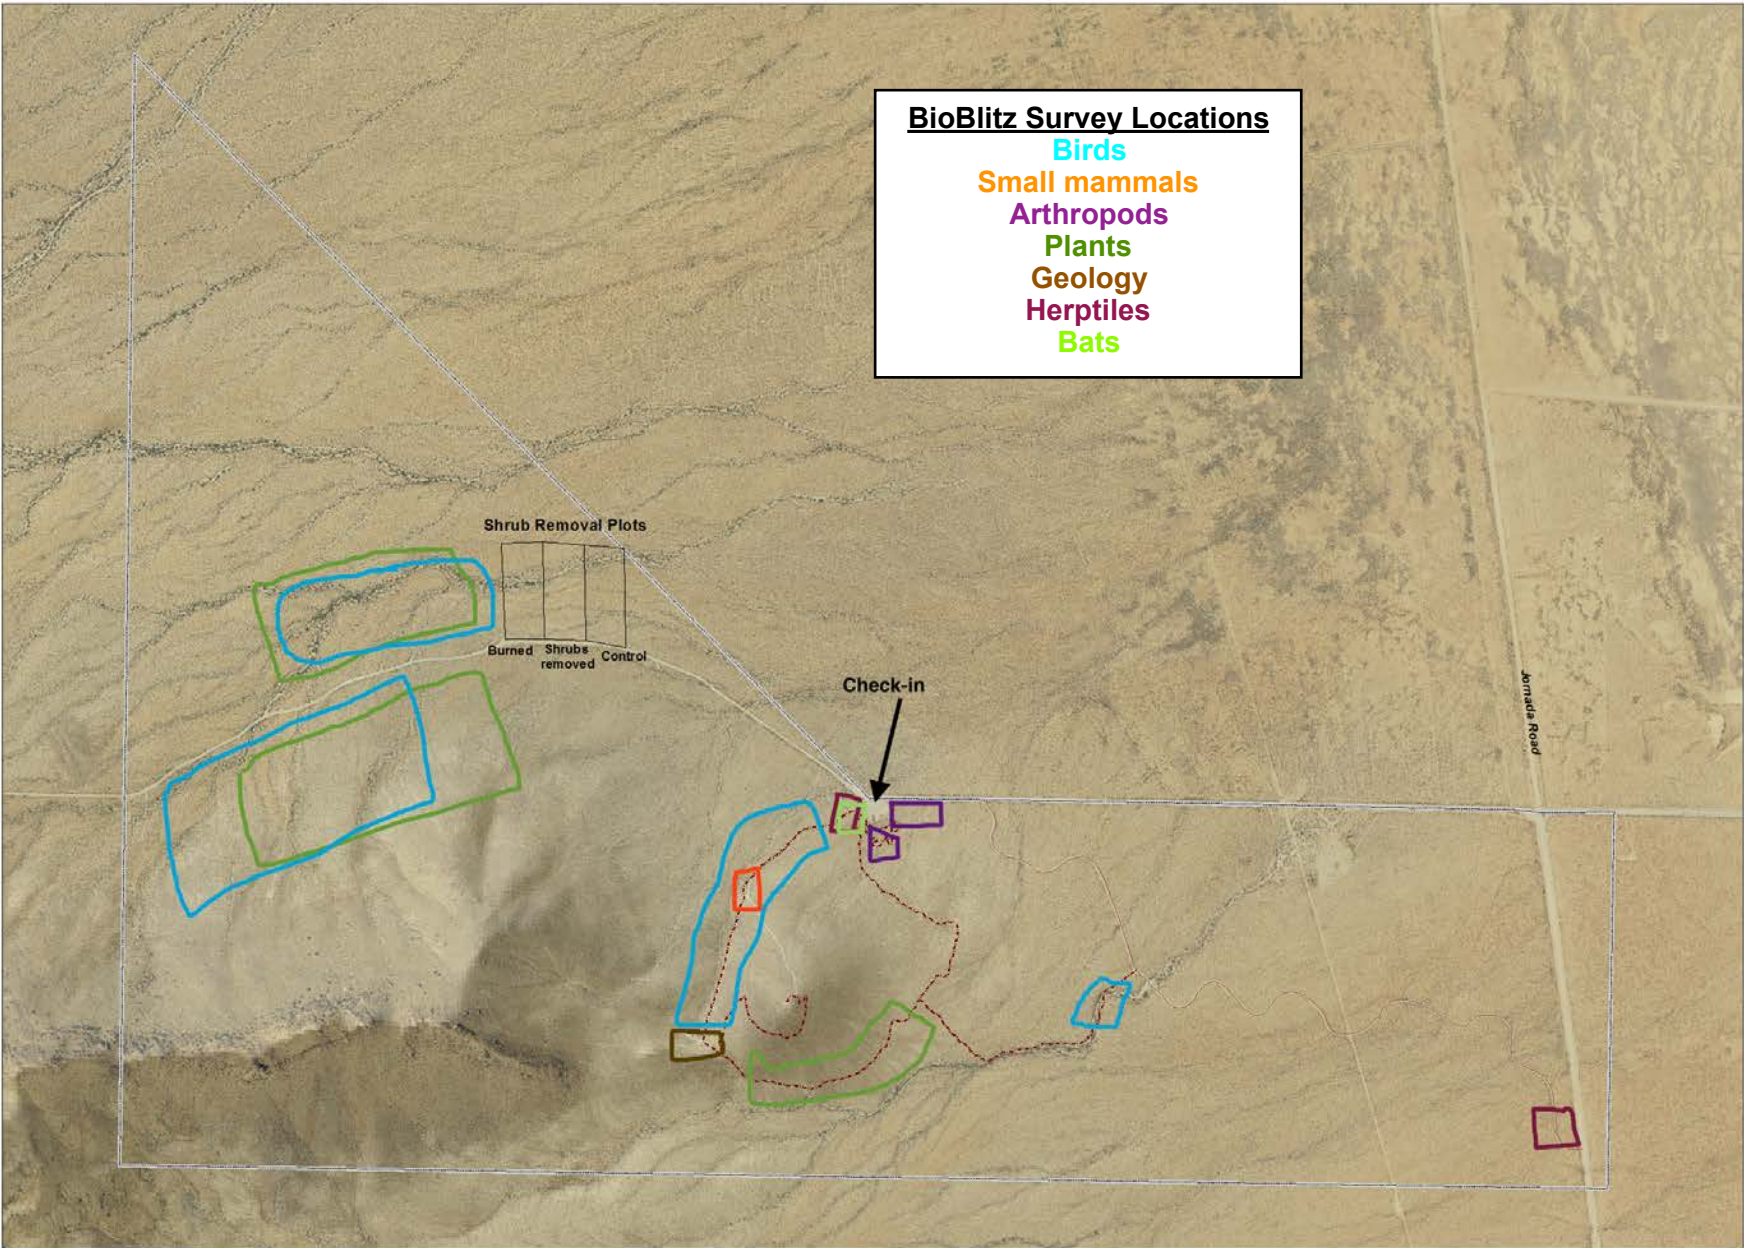 BioBlitz Survey Locations
Birds
Small mammals
Arthropods
Plants
Geology
Herptiles
Bats
Shrub Removal Plots
Burned
Shrubs
removed
Control
Check-in
Jornada Road